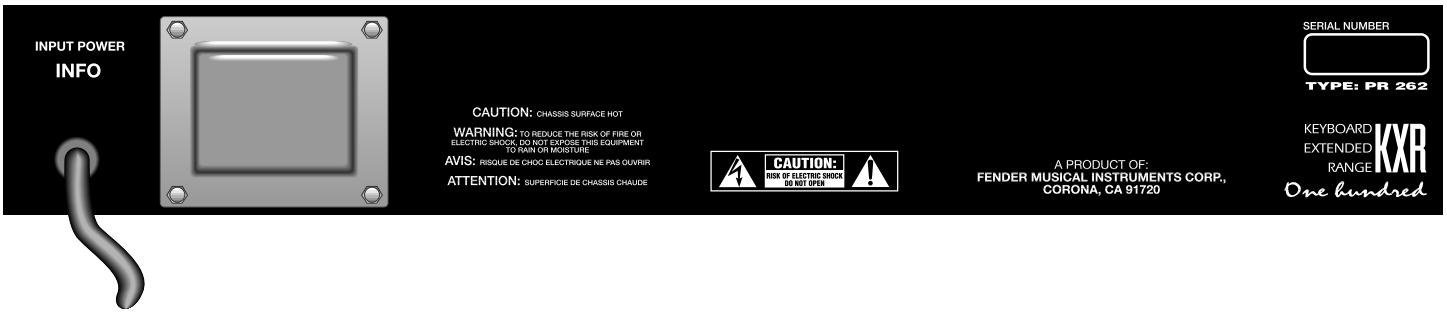 INPUT POWER
INFO
CAUTION: CHASSIS SURFACE HOT
WARNING: TO REDUCE THE RISK OF FIRE OR
ELECTRIC SHOCK, DO NOT EXPOSE THIS EQUIPMENT
TO RAIN OR MOISTURE
AVIS: RISQUE DE CHOC ELECTRIQUE NE PAS OUVRIR
ATTENTION: SUPERFICIE DE CHASSIS CHAUDE
CAUTION:
RISK OF ELECTRIC SHOCK
DO NOT OPEN
A PRODUCT OF:
FENDER MUSICAL INSTRUMENTS CORP.,
CORONA, CA 91720
SERIAL NUMBER
TYPE: PR 262
KEYBOARD
EXTENDED
RANGE
KXR
One hundred